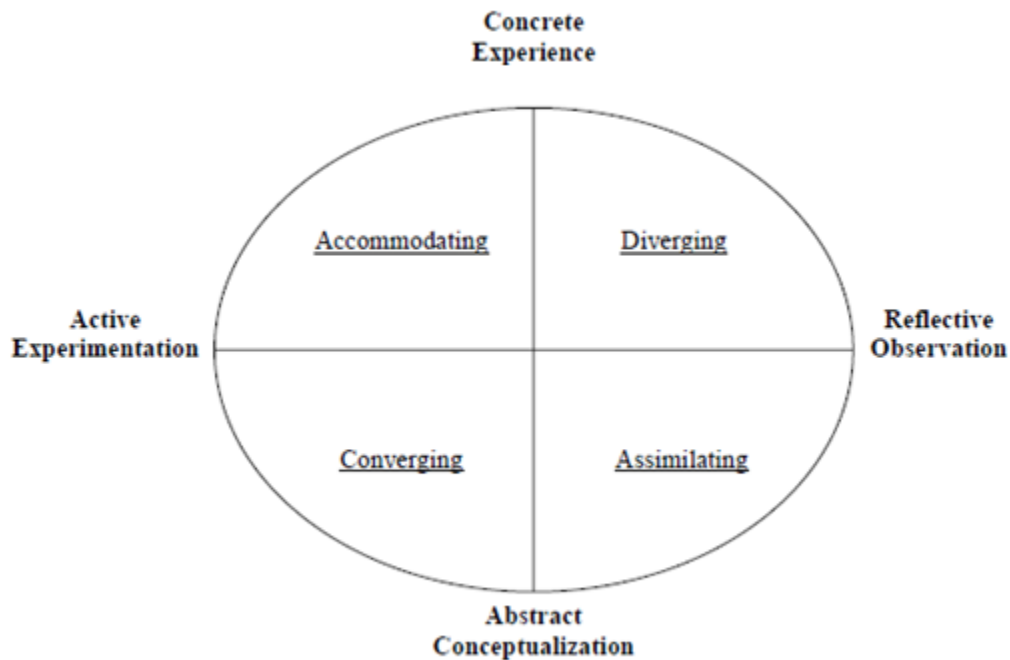 Concrete
Experience
Accommodating
Diverging
Active
Experimentation
Reflective
Observation
Converging
Assimilating
Abstract
Conceptualization